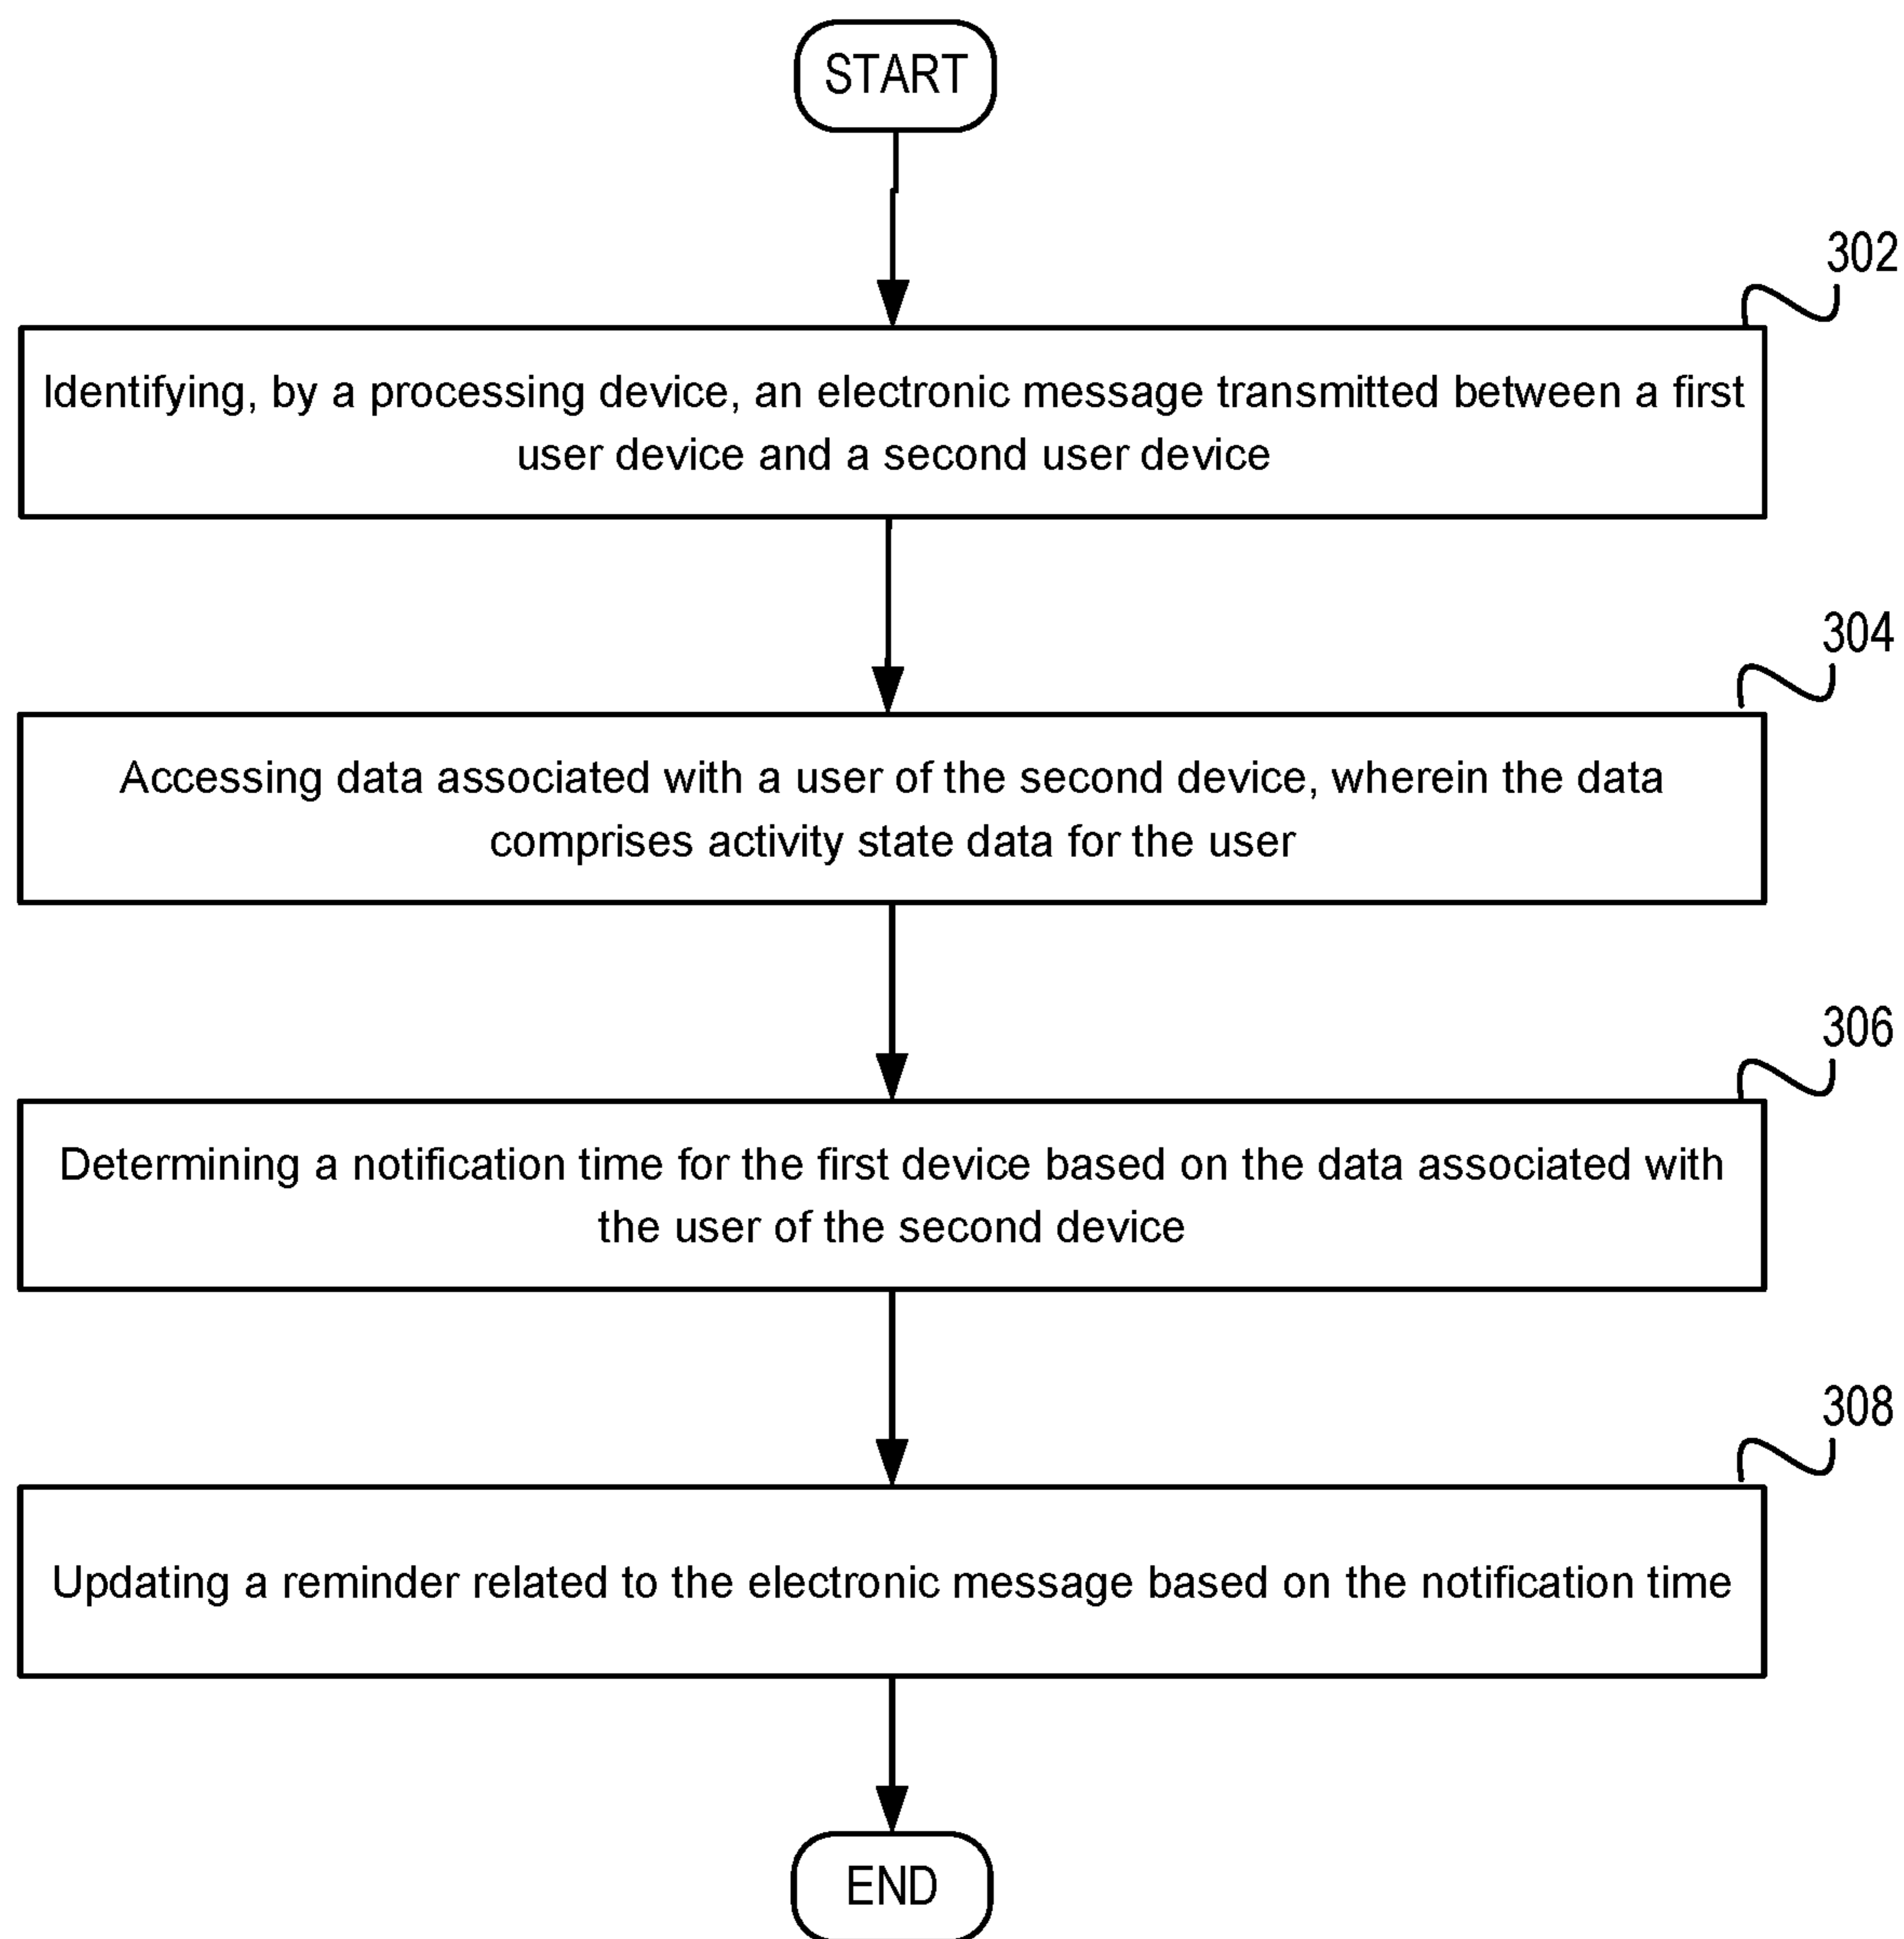 START
302
Identifying, by a processing device, an electronic message transmitted between a first
user device and a second user device
304
Accessing data associated with a user of the second device, wherein the data
comprises activity state data for the user
306
Determining a notification time for the first device based on the data associated with
the user of the second device
308
Updating a reminder related to the electronic message based on the notification time
END